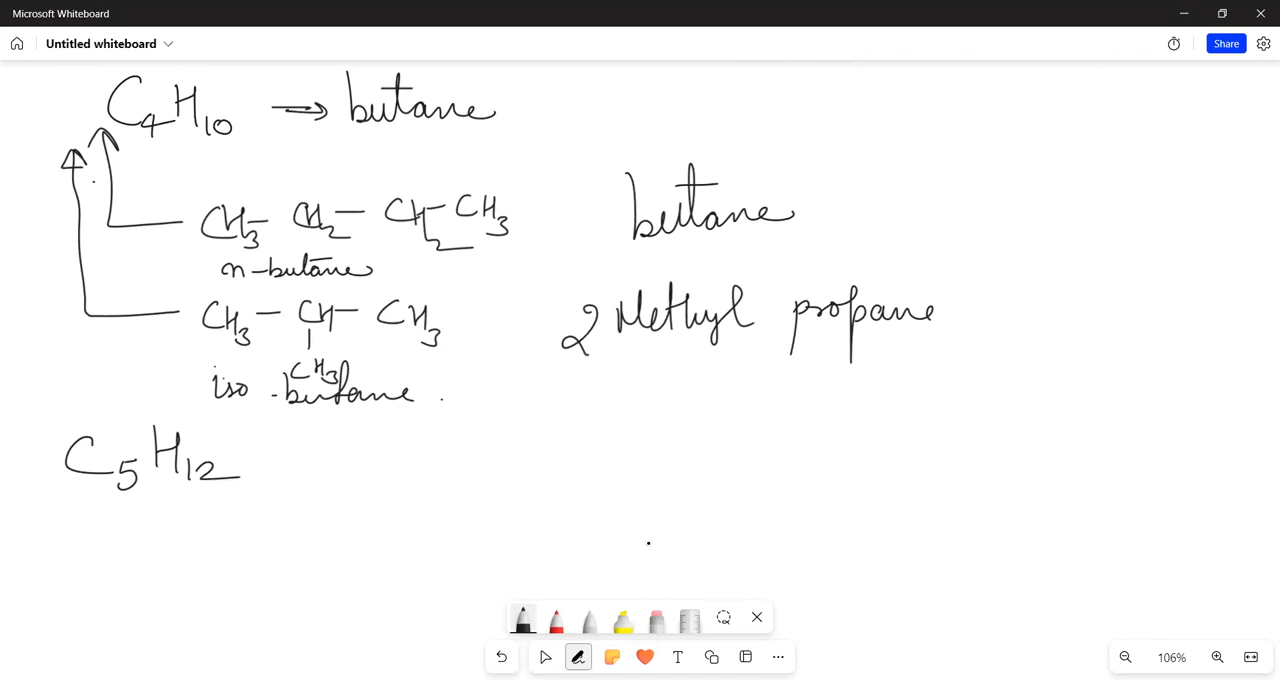 Microsoft Whiteboard
Untitled whiteboard
Share
C₄H₁₀ ⟶ butane
CH₃ – CH₂ – CH₂ – CH₃ butane
n-butane
CH₃ – CH – CH₃ 2 Methyl propane
|
CH₃
iso-butane.
C₅H₁₂
106%